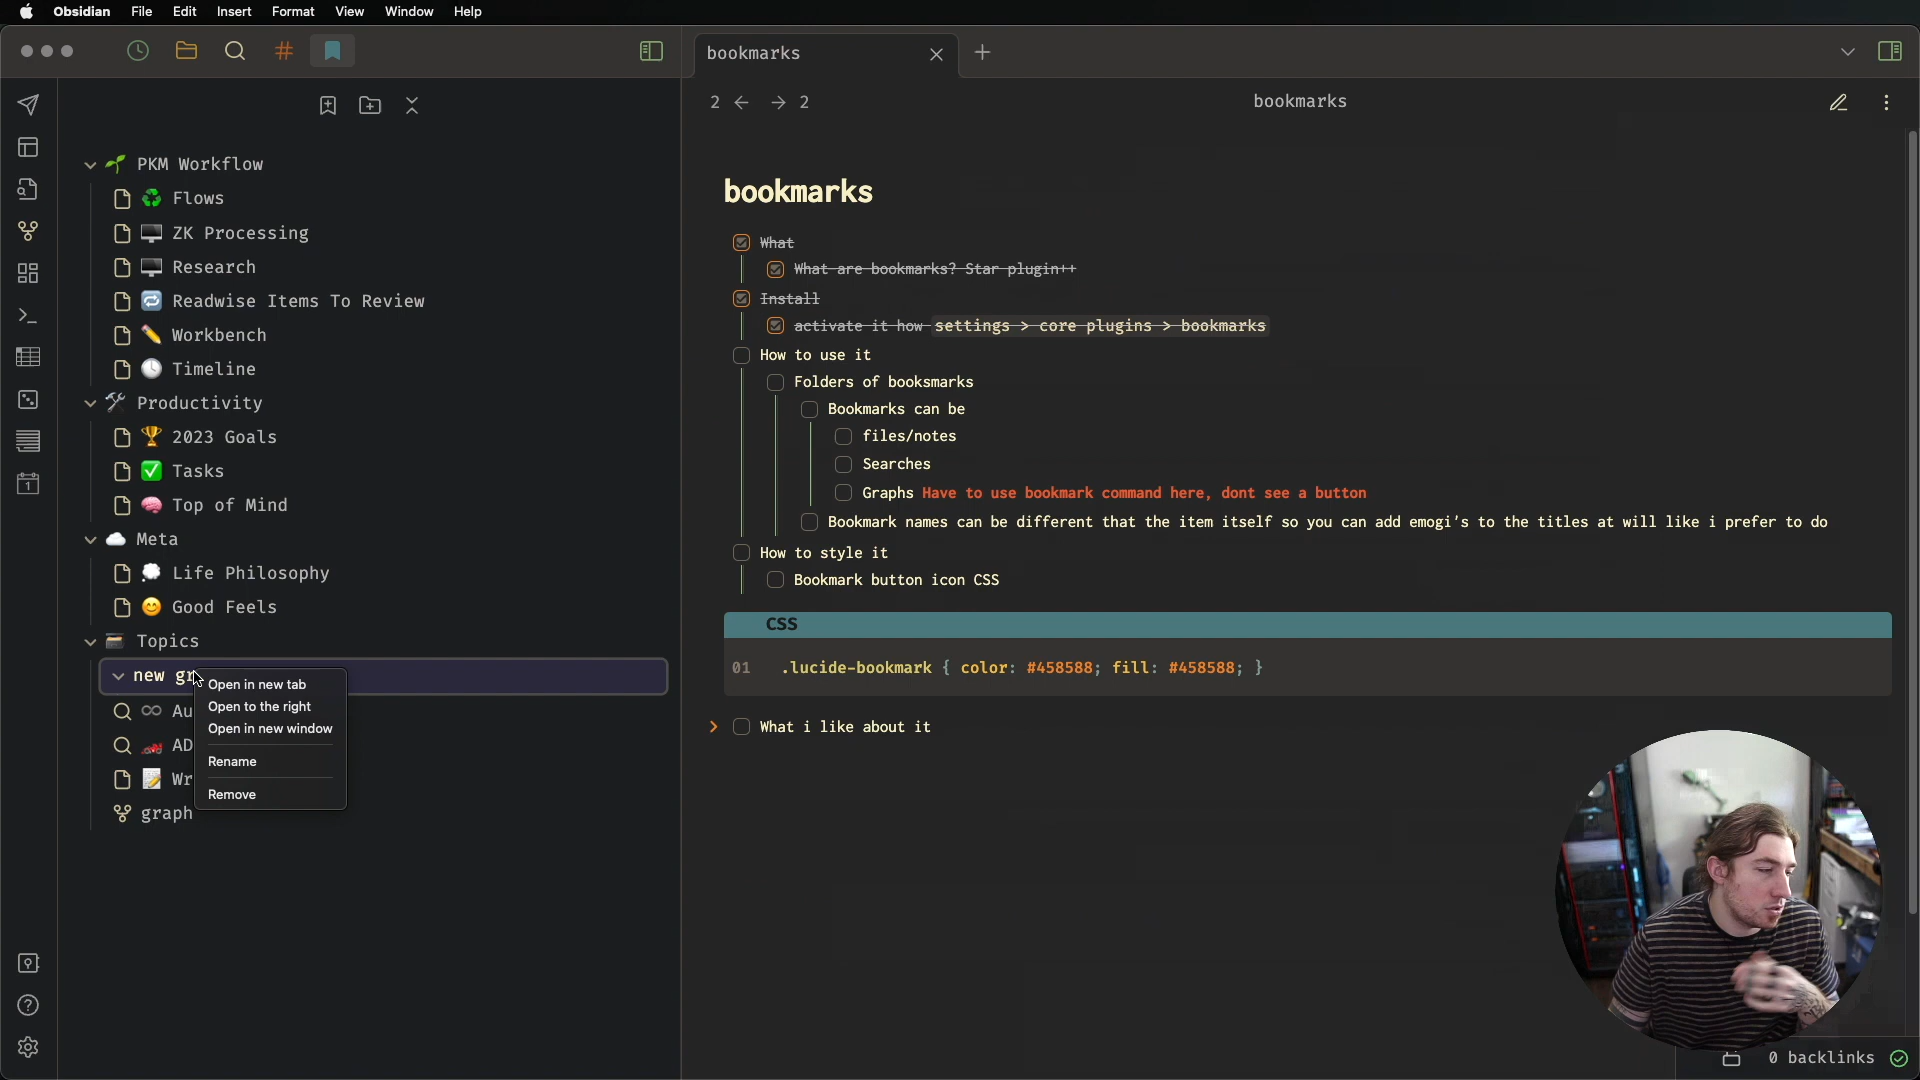 Obsidian File Edit Insert Format View Window Help
bookmarks
2 2 bookmarks
PKM Workflow
Flows
ZK Processing
Research
Readwise Items To Review
Workbench
Timeline
Productivity
2023 Goals
Tasks
Top of Mind
Meta
Life Philosophy
Good Feels
Topics
new gr
Au
AD
Wr
graph
Open in new tab
Open to the right
Open in new window
Rename
Remove
1
bookmarks
What
What are bookmarks? Star plugin++
Install
activate it how settings > core plugins > bookmarks
How to use it
Folders of booksmarks
Bookmarks can be
files/notes
Searches
Graphs Have to use bookmark command here, dont see a button
Bookmark names can be different that the item itself so you can add emogi's to the titles at will like i prefer to do
How to style it
Bookmark button icon CSS
CSS
01 .lucide-bookmark { color: #458588; fill: #458588; }
What i like about it
0 backlinks